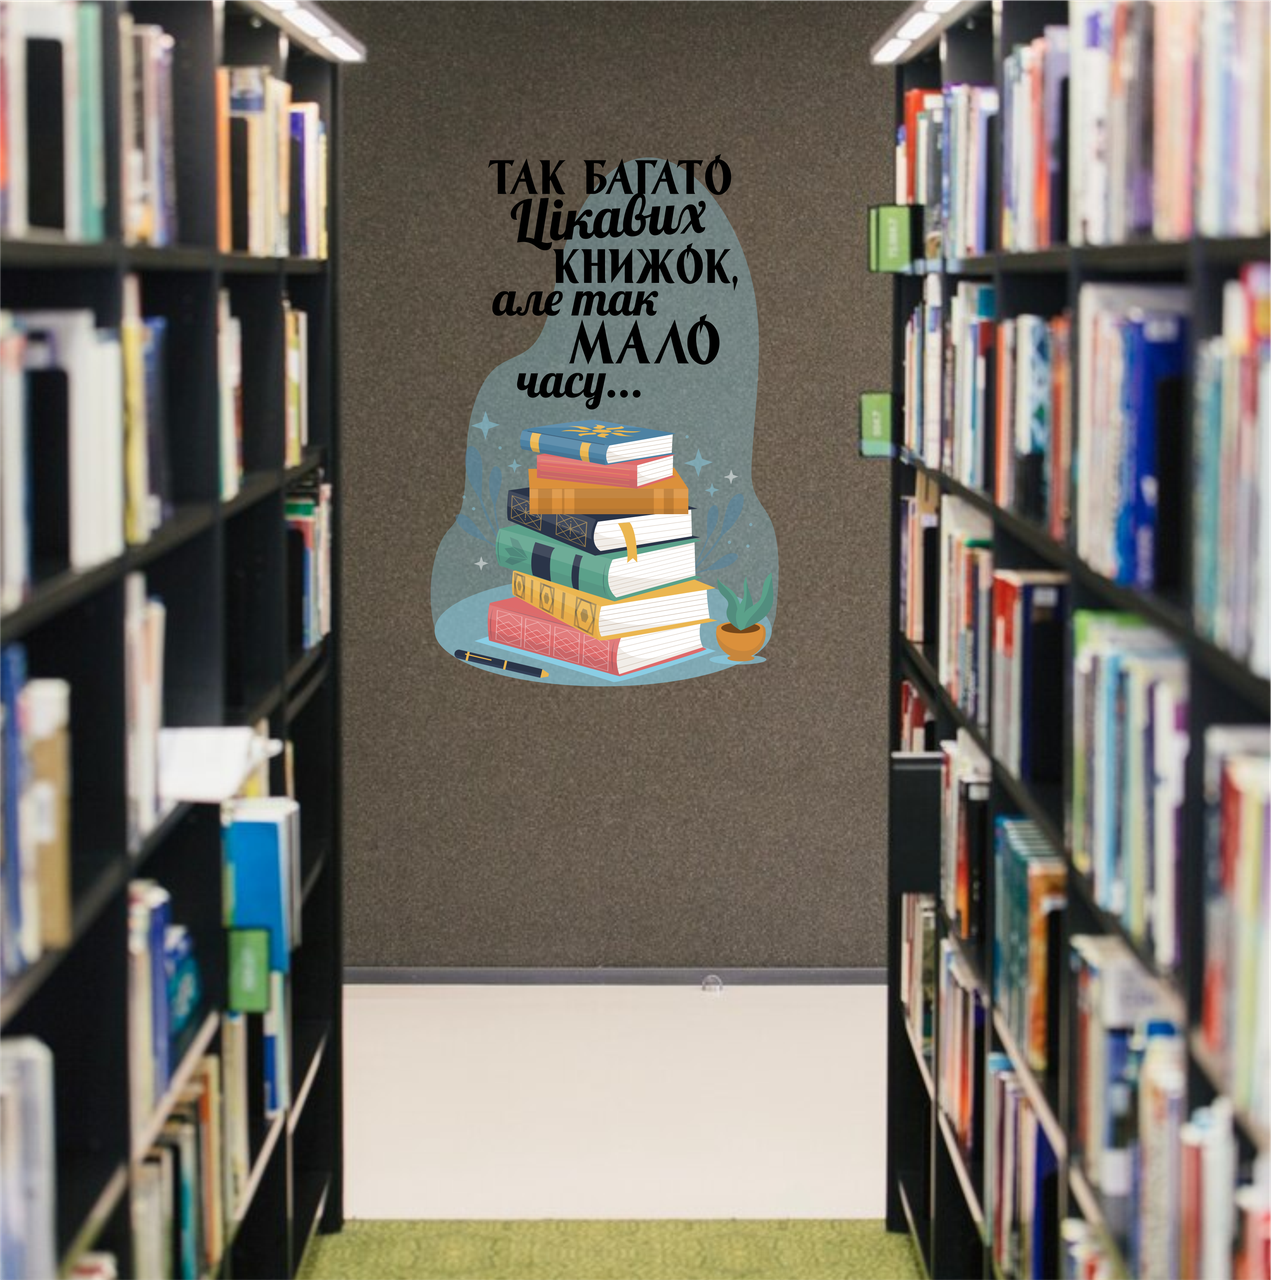 ТАК БАГАТО
Цікавих
КНИЖОК,
але так
МАЛО
часу...